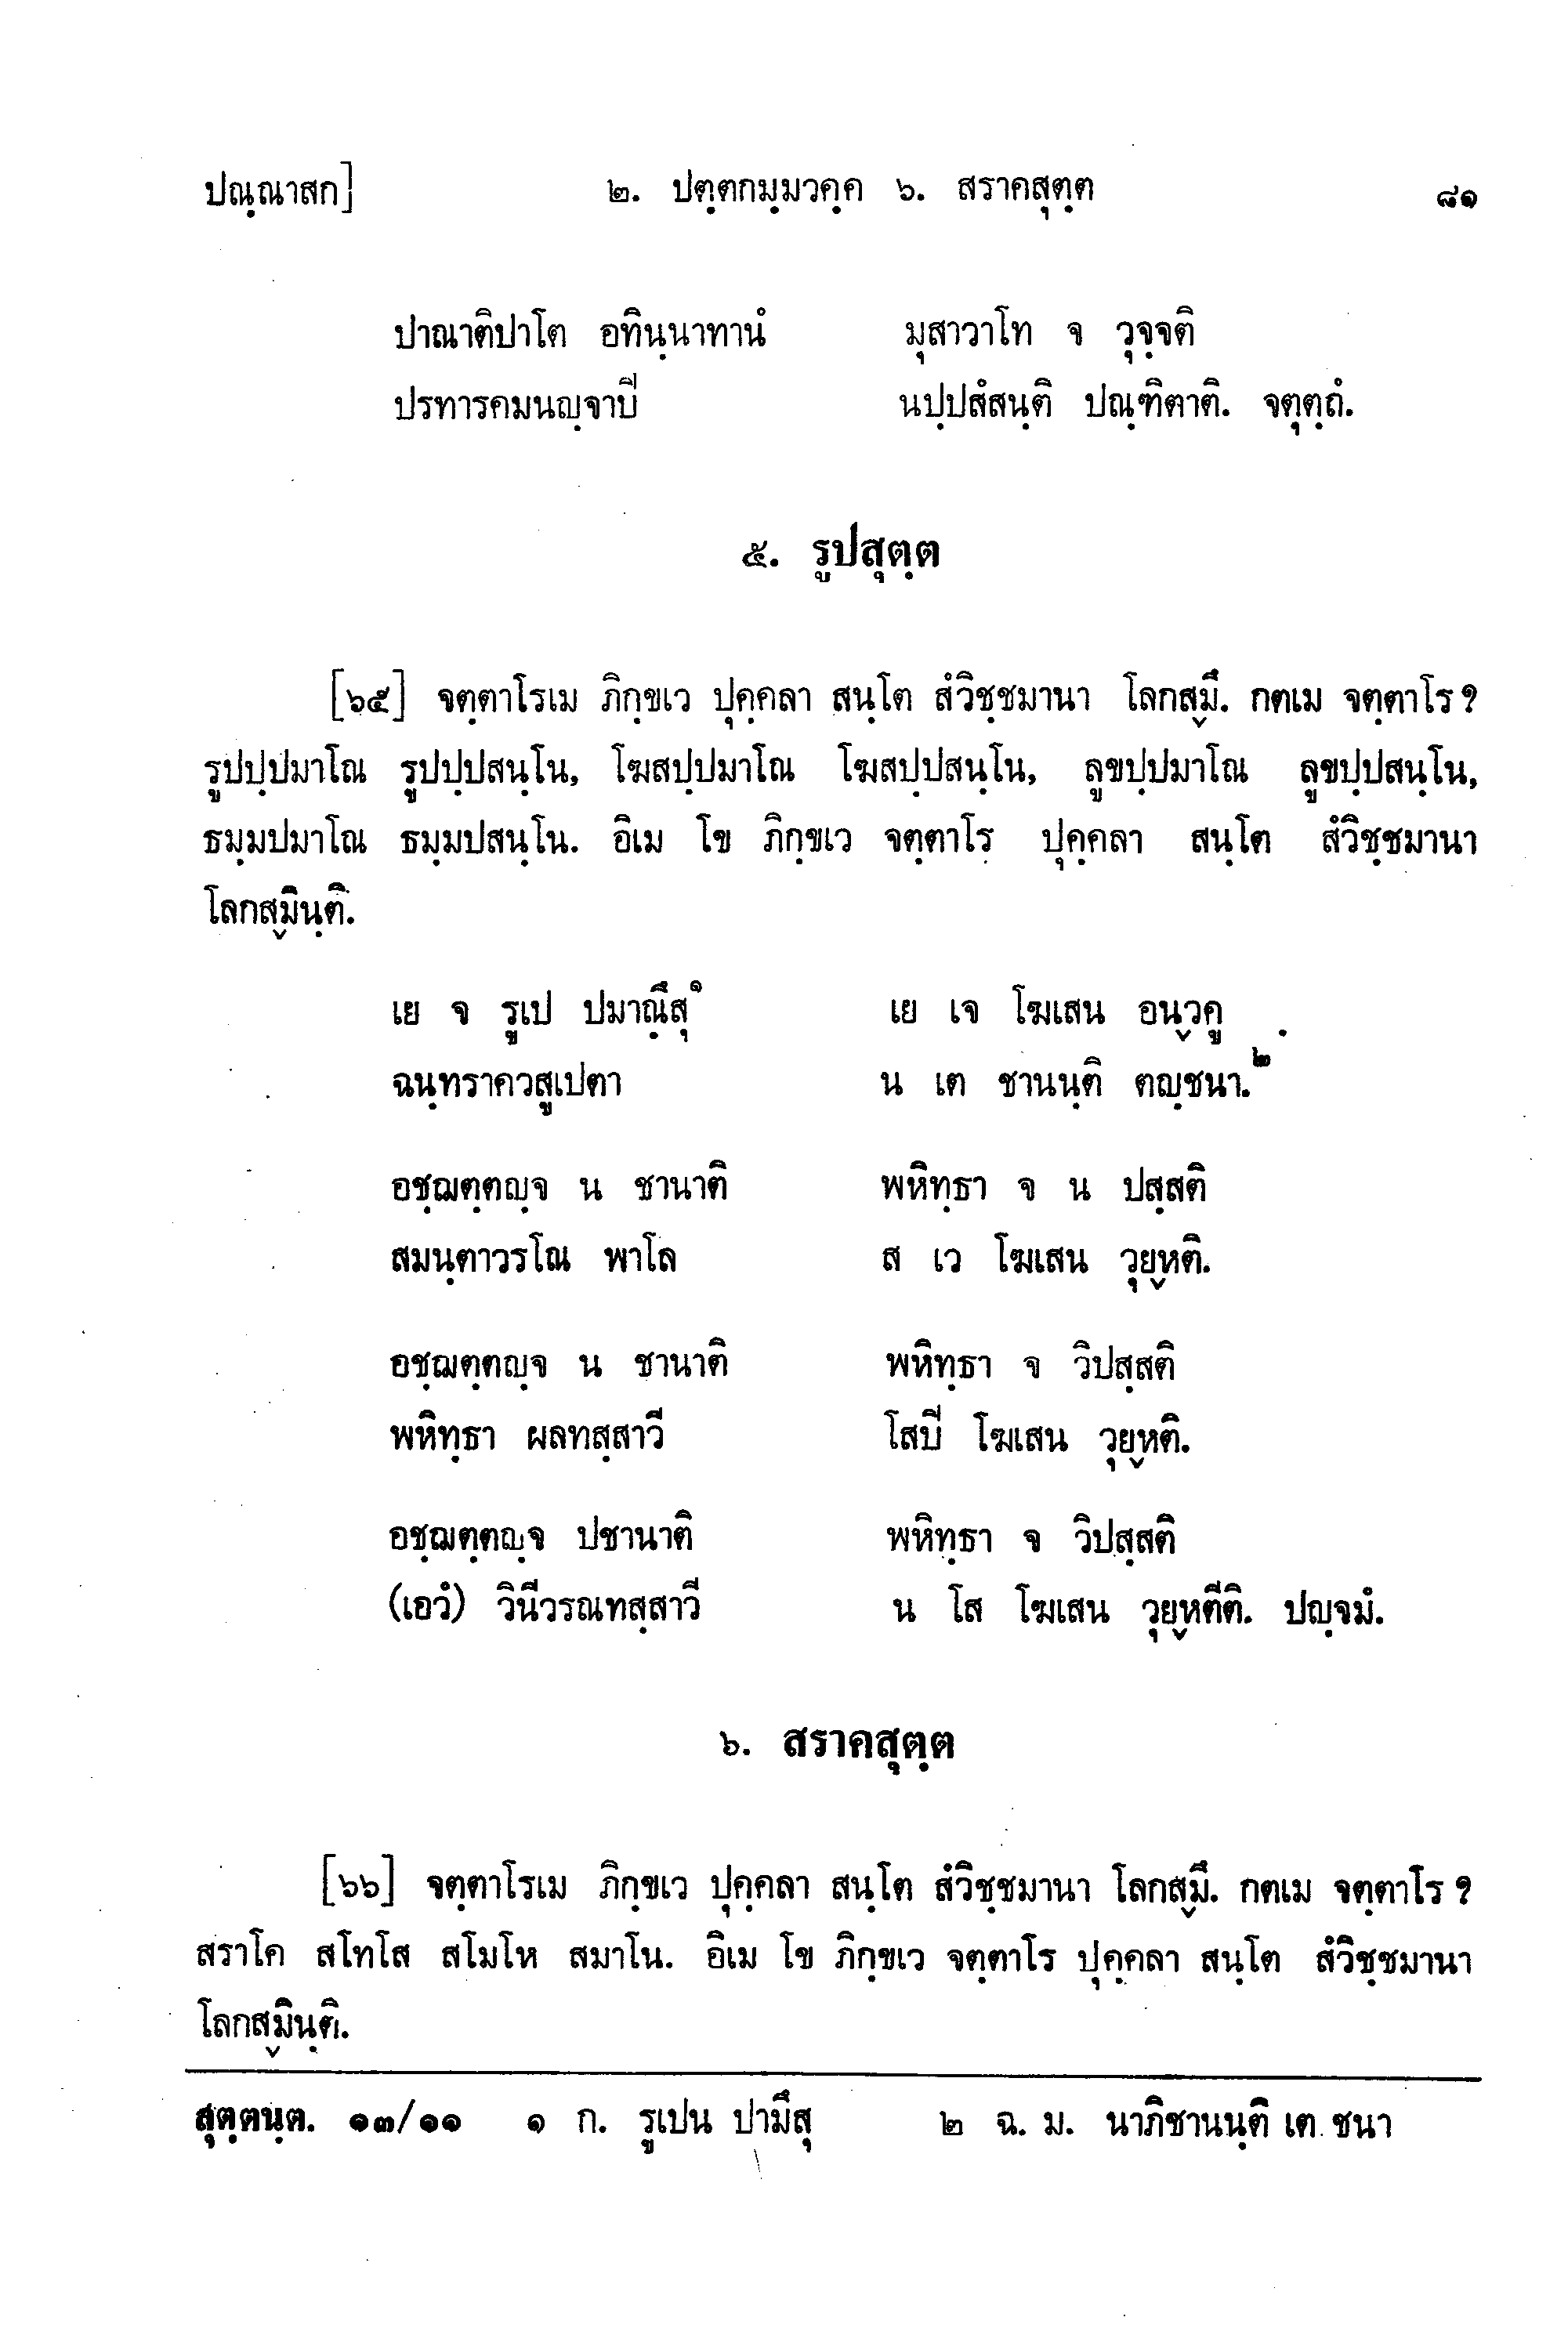 ปณฺณาสก] ๒. ปตฺตกมฺมวคฺค ๖. สราคสุตฺต ๘๑
ปาณาติปาโต อทินฺนาทานํ มุสาวาโท จ วุจฺจติ
ปรทารคมนญฺจาปิ นปฺปสํสนฺติ ปณฺฑิตาติ. จตุตฺถํ.
๕. รูปสุตฺต
[๖๕] จตฺตาโรเม ภิกฺขเว ปุคฺคลา สนฺโต สํวิชฺชมานา โลกสฺมึ. กตเม จตฺตาโร ?
รูปปฺปมาโณ รูปปฺปสนฺโน, โฆสปฺปมาโณ โฆสปฺปสนฺโน, ลูขปฺปมาโณ ลูขปฺปสนฺโน,
ธมฺมปมาโณ ธมฺมปสนฺโน. อิเม โข ภิกฺขเว จตฺตาโร ปุคฺคลา สนฺโต สํวิชฺชมานา
โลกสฺมินฺติ.
เย จ รูเป ปมาณึสุ ๑ เย เจ โฆเสน อนฺวคู
ฉนฺทราควสูเปตา น เต ชานนฺติ ตญฺชนา. ๒
อชฺฌตฺตญฺจ น ชานาติ พหิทฺธา จ น ปสฺสติ
สมนฺตาวรโณ พาโล ส เว โฆเสน วุยฺหติ.
อชฺฌตฺตญฺจ น ชานาติ พหิทฺธา จ วิปสฺสติ
พหิทฺธา ผลทสฺสาวี โสปิ โฆเสน วุยฺหติ.
อชฺฌตฺตญฺจ ปชานาติ พหิทฺธา จ วิปสฺสติ
(เอวํ) วินีวรณทสฺสาวี น โส โฆเสน วุยฺหตีติ. ปญฺจมํ.
๖. สราคสุตฺต
[๖๖] จตฺตาโรเม ภิกฺขเว ปุคฺคลา สนฺโต สํวิชฺชมานา โลกสฺมึ. กตเม จตฺตาโร ?
สราโค สโทโส สโมโห สมาโน. อิเม โข ภิกฺขเว จตฺตาโร ปุคฺคลา สนฺโต สํวิชฺชมานา
โลกสฺมินฺติ.
สุตฺตนฺต. ๑๓/๑๑ ๑ ก. รูเปน ปามึสุ ๒ ฉ. ม. นาภิชานนฺติ เต ชนา